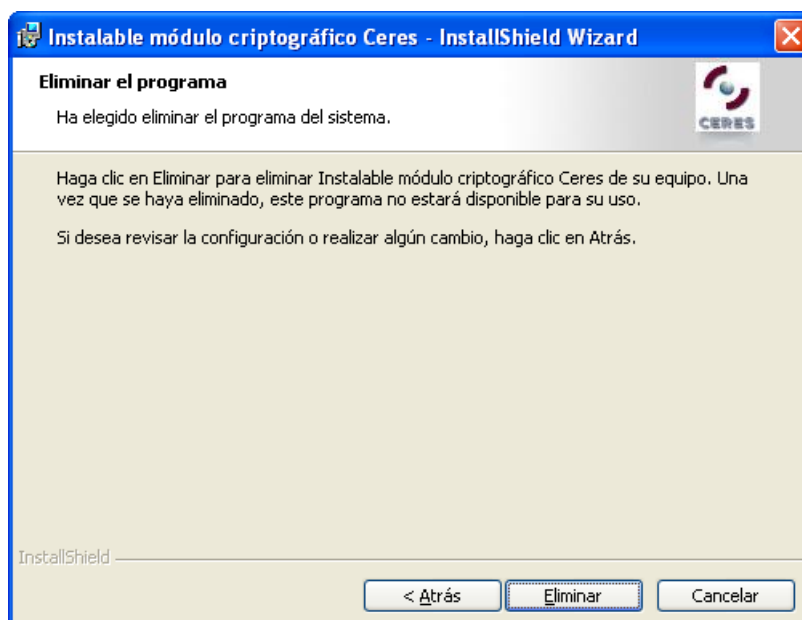 Instalable módulo criptográfico Ceres - InstallShield Wizard
Eliminar el programa
Ha elegido eliminar el programa del sistema.
CERES
Haga clic en Eliminar para eliminar Instalable módulo criptográfico Ceres de su equipo. Una
vez que se haya eliminado, este programa no estará disponible para su uso.
Si desea revisar la configuración o realizar algún cambio, haga clic en Atrás.
InstallShield
< Atrás
Eliminar
Cancelar